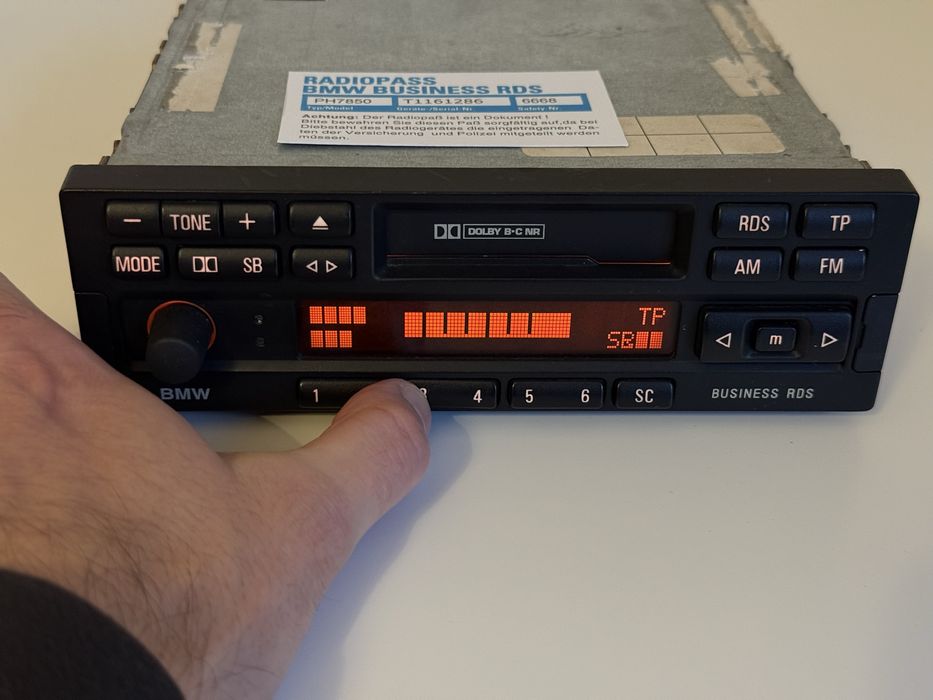 RADIOPASS
BMW BUSINESS RDS
PH7850 T1161286 6668
Typ/Model Geräte-/Serial-Nr. Safety Nr.
Achtung: Der Radiopaß ist ein Dokument !
Bitte bewahren Sie diesen Paß sorgfältig auf,da bei
Diebstahl des Radiogerätes die eingetragenen Da-
ten der Versicherung und Polizei mitgeteilt werden
müssen.
− TONE +
DOLBY B·C NR
RDS TP
MODE SB
AM FM
TP
SB
m
BMW
1 3 4 5 6 SC
BUSINESS RDS